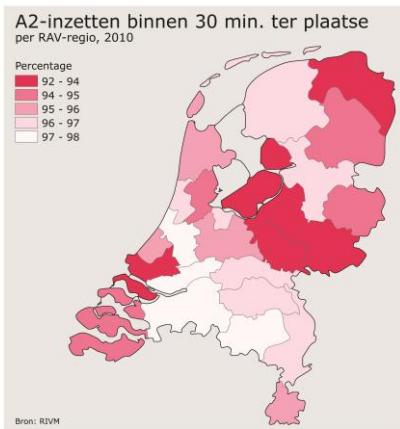 A2-inzetten binnen 30 min. ter plaatse
per RAV-regio, 2010
Percentage
92 - 94
94 - 95
95 - 96
96 - 97
97 - 98
Bron: RIVM